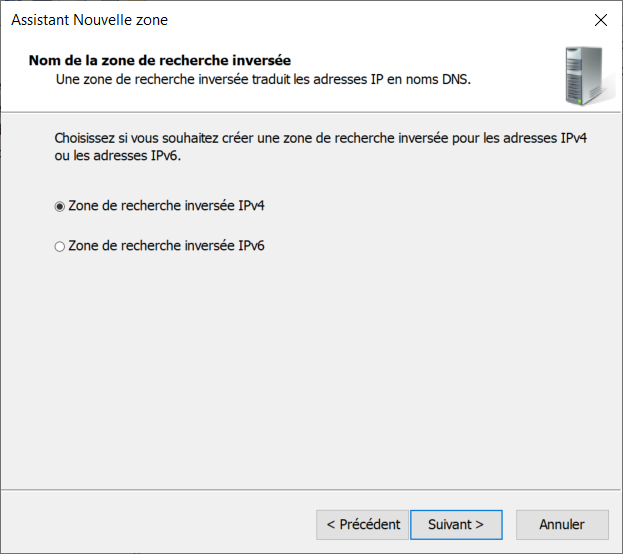 Assistant Nouvelle zone
Nom de la zone de recherche inversée
Une zone de recherche inversée traduit les adresses IP en noms DNS.
Choisissez si vous souhaitez créer une zone de recherche inversée pour les adresses IPv4
ou les adresses IPv6.
Zone de recherche inversée IPv4
Zone de recherche inversée IPv6
< Précédent Suivant > Annuler